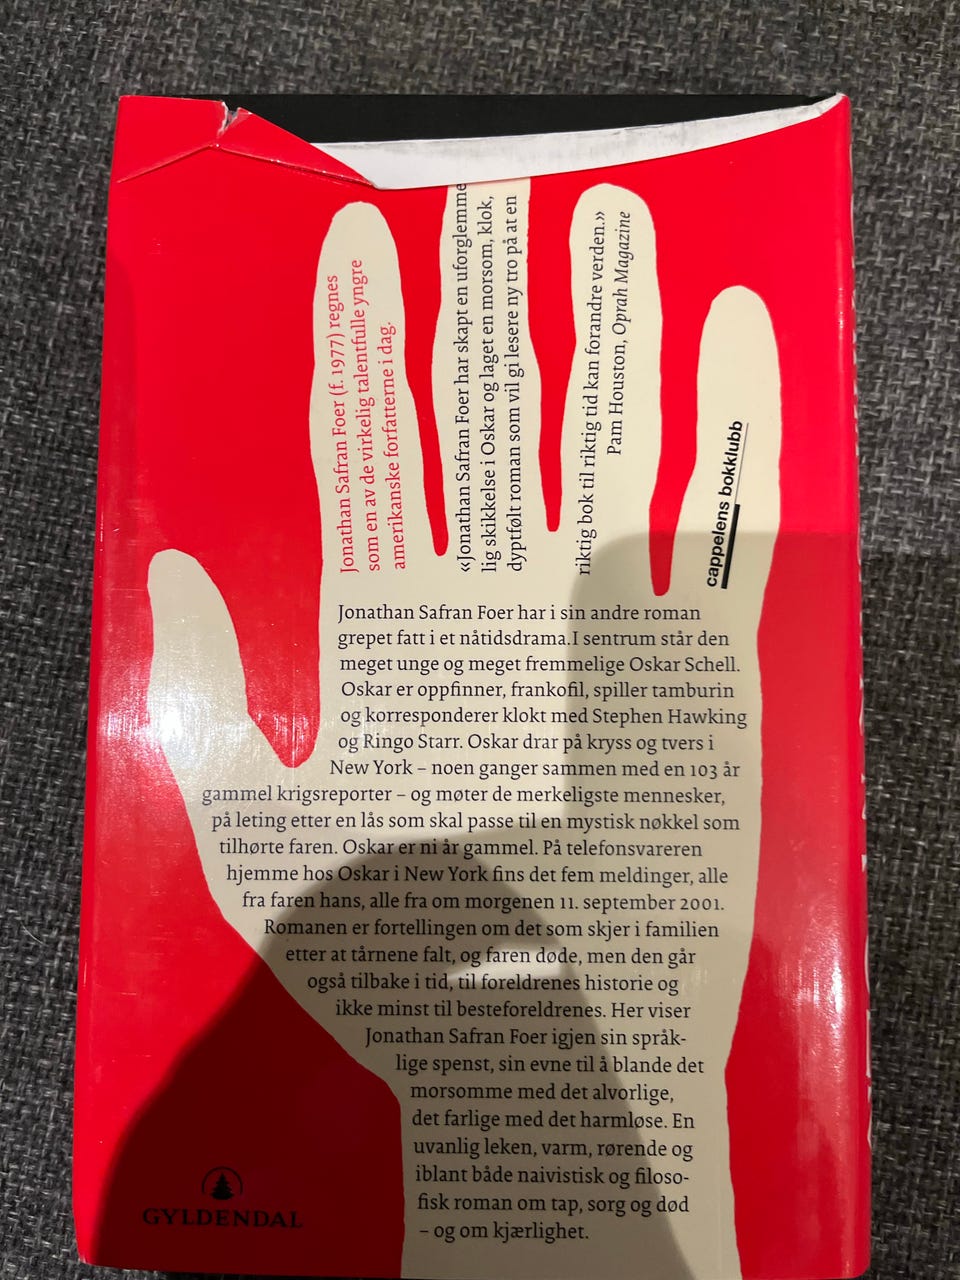 Jonathan Safran Foer (f. 1977) regnes
som en av de virkelig talentfulle yngre
amerikanske forfatterne i dag.
«Jonathan Safran Foer har skapt en uforglemme
lig skikkelse i Oskar og laget en morsom, klok,
dyptfølt roman som vil gi lesere ny tro på at en
riktig bok til riktig tid kan forandre verden.»
Pam Houston, Oprah Magazine
cappelens bokklubb
Jonathan Safran Foer har i sin andre roman
grepet fatt i et nåtidsdrama. I sentrum står den
meget unge og meget fremmelige Oskar Schell.
Oskar er oppfinner, frankofil, spiller tamburin
og korresponderer klokt med Stephen Hawking
og Ringo Starr. Oskar drar på kryss og tvers i
New York – noen ganger sammen med en 103 år
gammel krigsreporter – og møter de merkeligste mennesker,
på leting etter en lås som skal passe til en mystisk nøkkel som
tilhørte faren. Oskar er ni år gammel. På telefonsvareren
hjemme hos Oskar i New York fins det fem meldinger, alle
fra faren hans, alle fra om morgenen 11. september 2001.
Romanen er fortellingen om det som skjer i familien
etter at tårnene falt, og faren døde, men den går
også tilbake i tid, til foreldrenes historie og
ikke minst til besteforeldrenes. Her viser
Jonathan Safran Foer igjen sin språk-
lige spenst, sin evne til å blande det
morsomme med det alvorlige,
det farlige med det harmløse. En
uvanlig leken, varm, rørende og
iblant både naivistisk og filoso-
fisk roman om tap, sorg og død
– og om kjærlighet.
GYLDENDAL